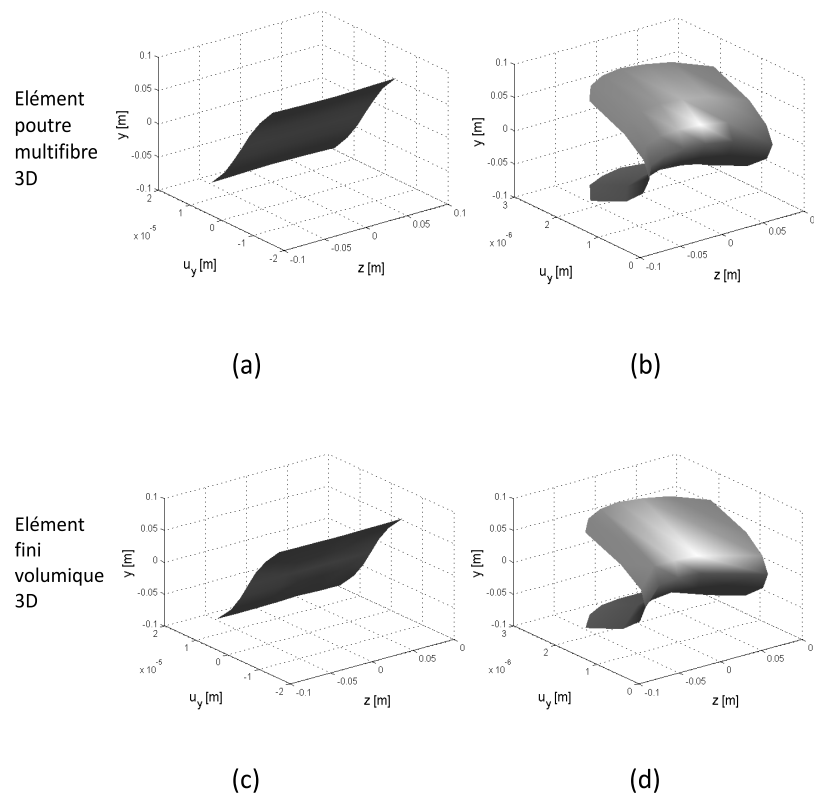 Elément
poutre
multifibre
3D
0.1
0.05
0
-0.05
-0.1
y [m]
2
1
0
-1
-2
x 10⁻⁵
u_y [m]
-0.1
-0.05
0
0.05
0.1
z [m]
(a)
0.1
0.05
0
-0.05
-0.1
y [m]
3
2
1
0
x 10⁻⁶
u_y [m]
-0.1
-0.05
0
0.05
0
z [m]
(b)
Elément
fini
volumique
3D
0.1
0.05
0
-0.05
-0.1
y [m]
2
1
0
-1
-2
x 10⁻⁵
u_y [m]
-0.1
-0.05
0
0.05
0
z [m]
(c)
0.1
0.05
0
-0.05
-0.1
y [m]
3
2
1
0
x 10⁻⁶
u_y [m]
-0.1
-0.05
0
0.05
0
z [m]
(d)